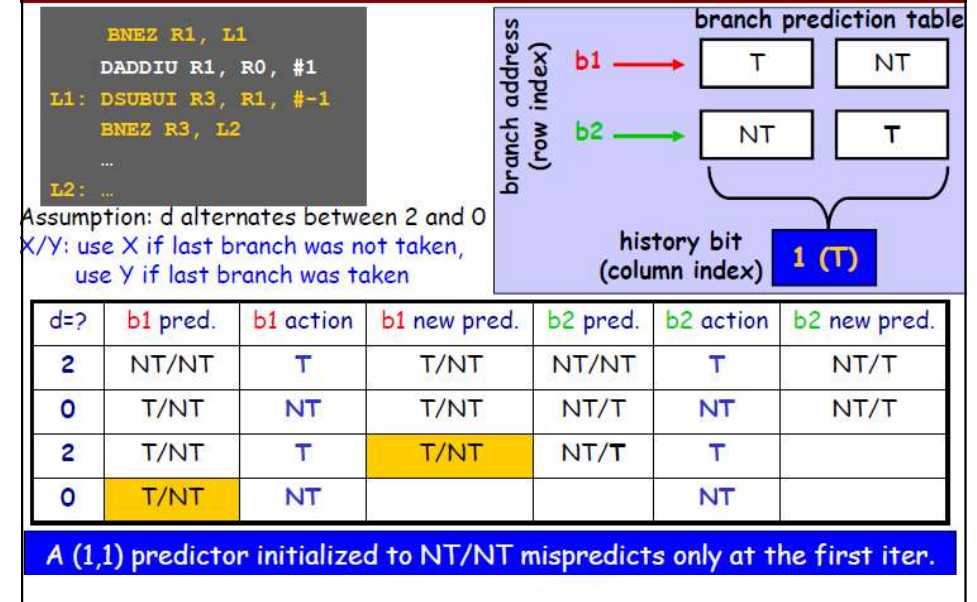 BNEZ R1, L1
DADDIU R1, R0, #1
L1: DSUBUI R3, R1, #-1
BNEZ R3, L2
…
L2: …
branch address
(row index)
branch prediction table
b1 T NT
b2 NT T
history bit
(column index)
1 (T)
Assumption: d alternates between 2 and 0
X/Y: use X if last branch was not taken,
use Y if last branch was taken
d=? b1 pred. b1 action b1 new pred. b2 pred. b2 action b2 new pred.
2 NT/NT T T/NT NT/NT T NT/T
0 T/NT NT T/NT NT/T NT NT/T
2 T/NT T T/NT NT/T T
0 T/NT NT NT
A (1,1) predictor initialized to NT/NT mispredicts only at the first iter.